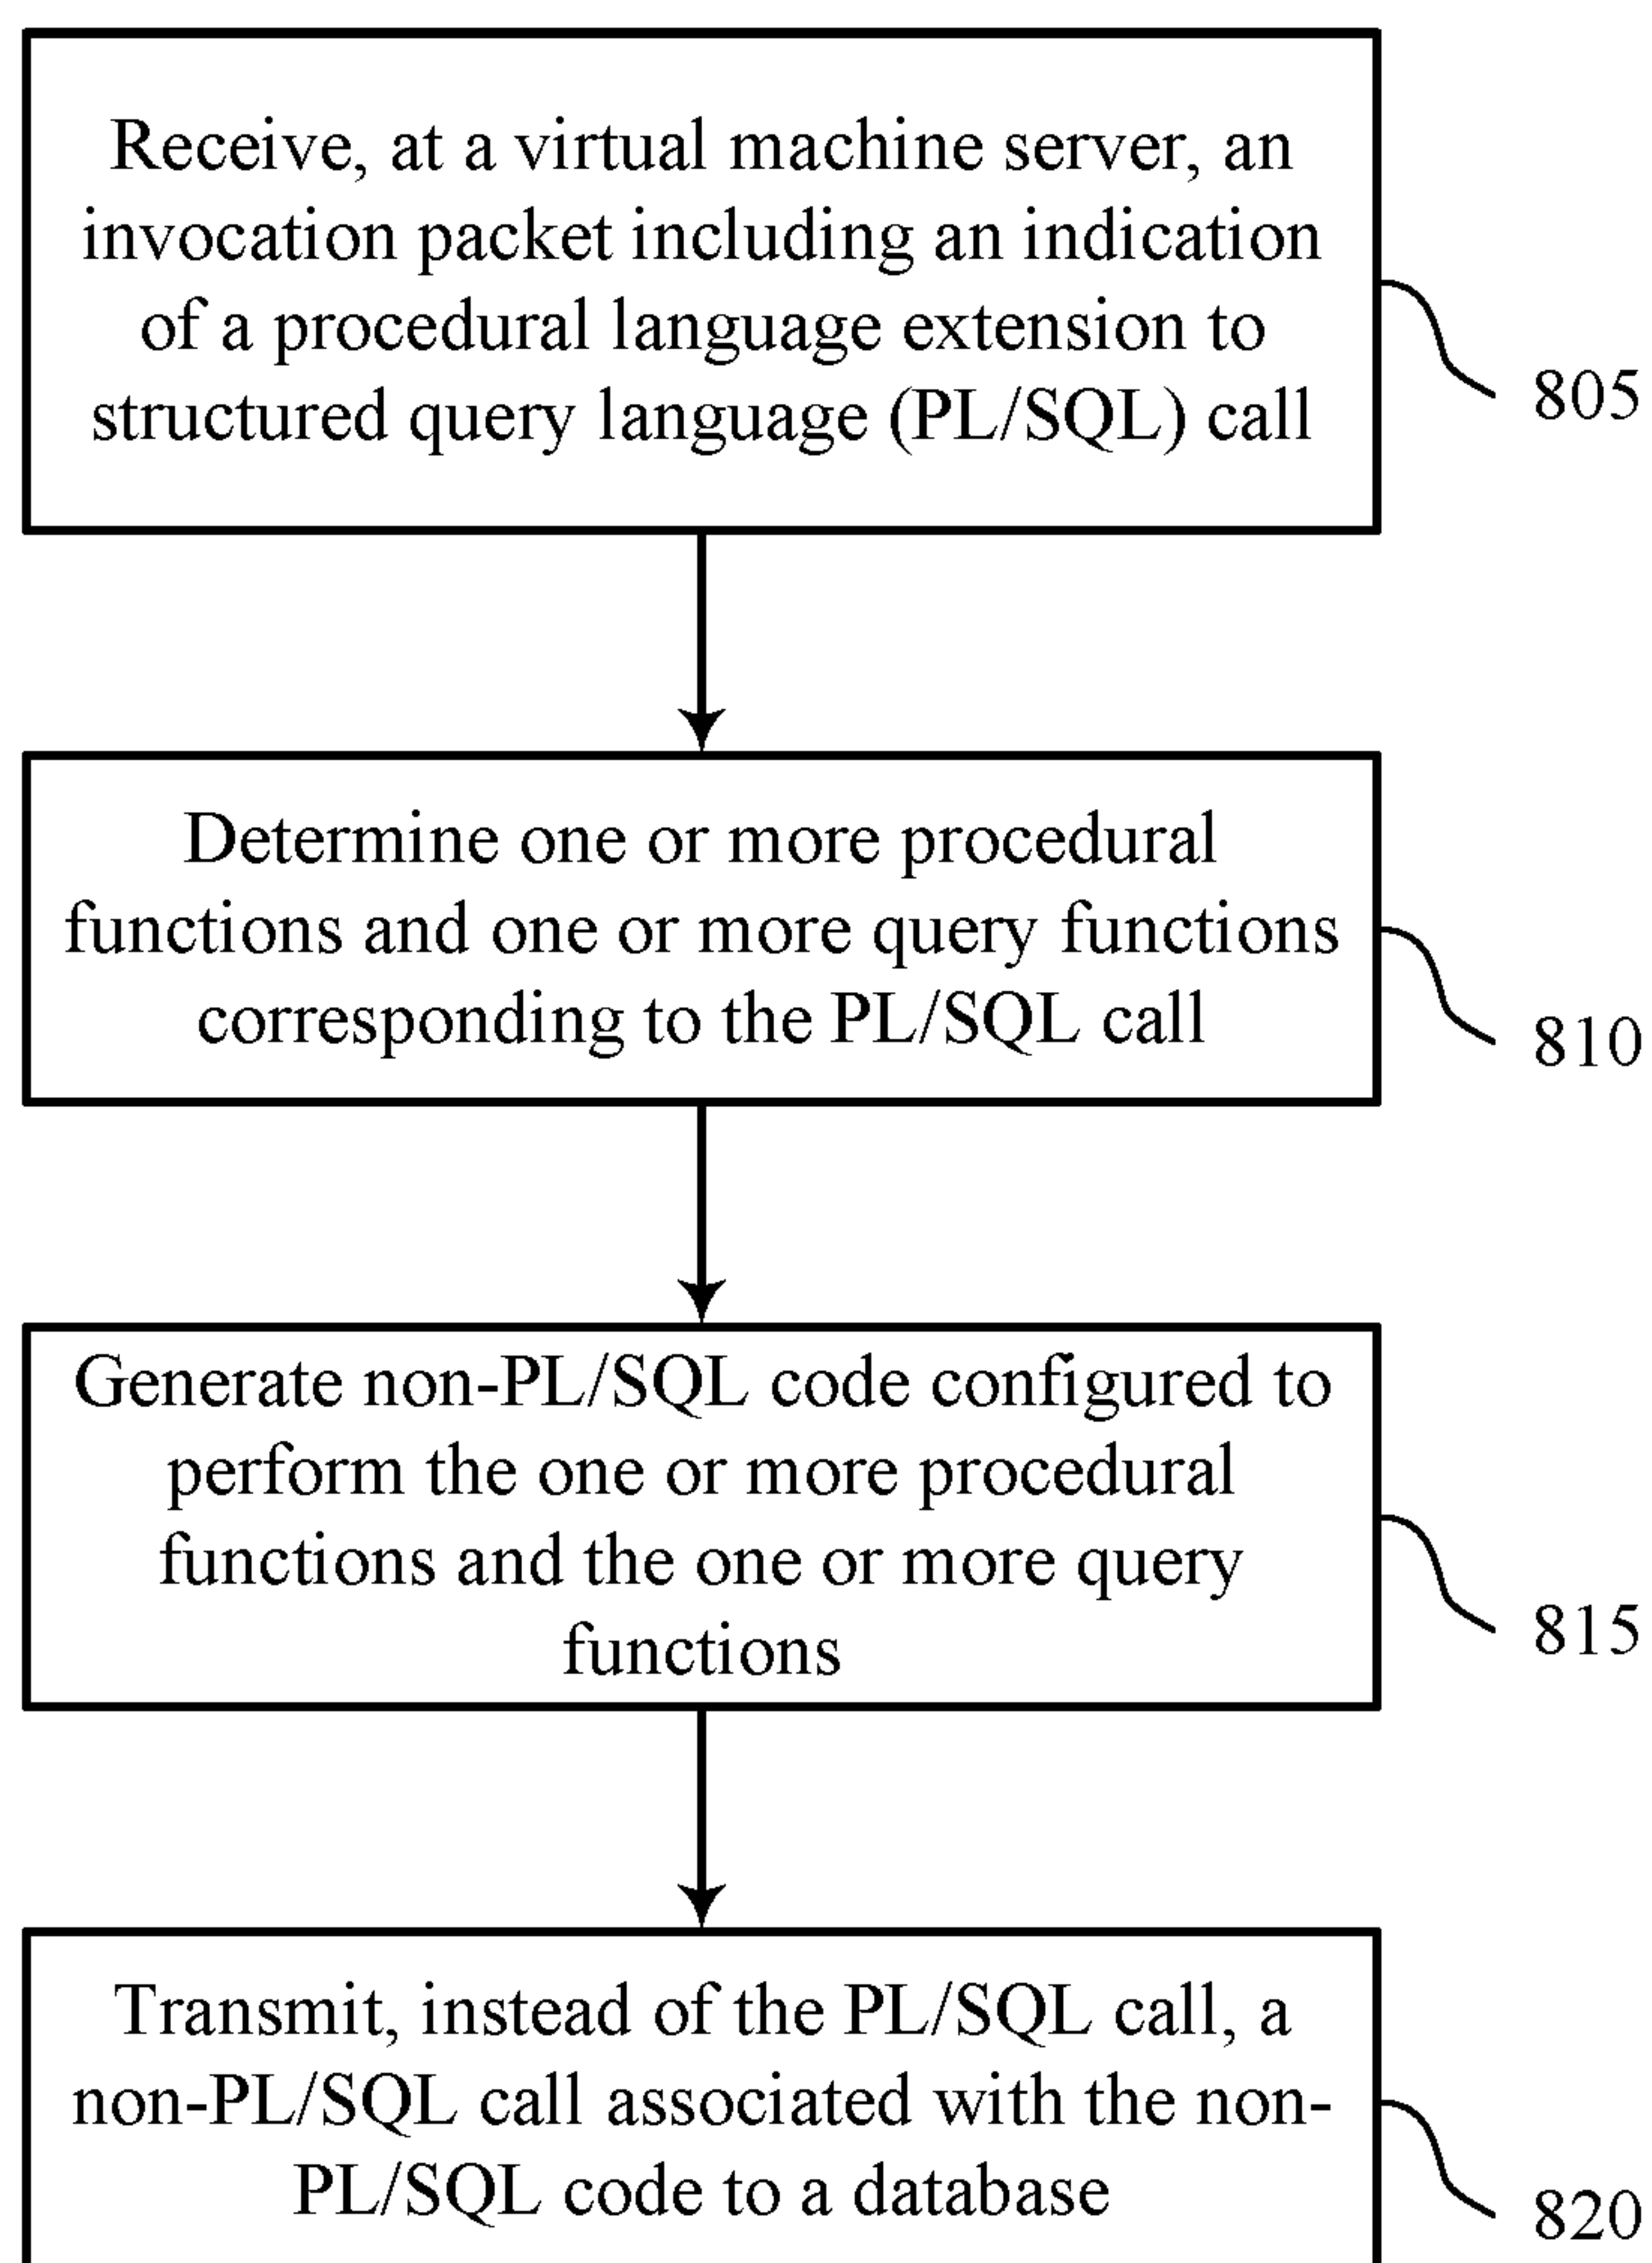 Receive, at a virtual machine server, an
invocation packet including an indication
of a procedural language extension to
structured query language (PL/SQL) call
805
Determine one or more procedural
functions and one or more query functions
corresponding to the PL/SQL call
810
Generate non-PL/SQL code configured to
perform the one or more procedural
functions and the one or more query
functions
815
Transmit, instead of the PL/SQL call, a
non-PL/SQL call associated with the non-
PL/SQL code to a database
820